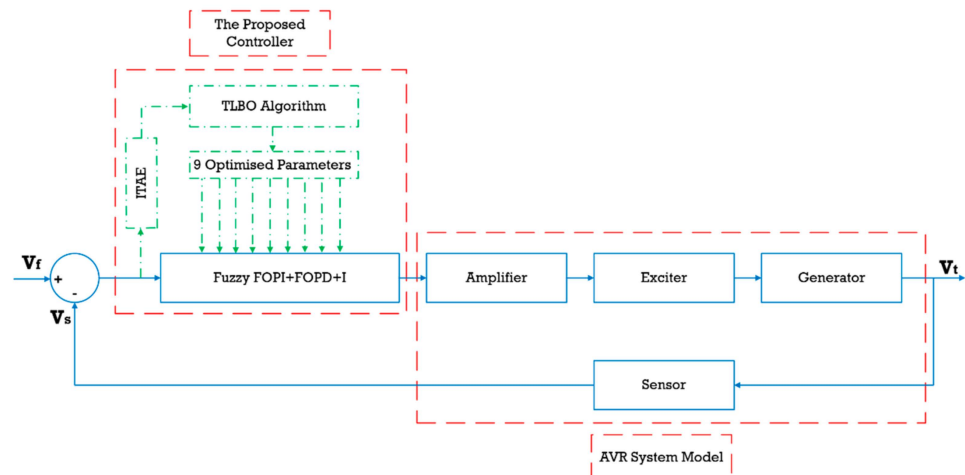 The Proposed
Controller
TLBO Algorithm
9 Optimised Parameters
ITAE
Vf
+
-
Vs
Fuzzy FOPI+FOPD+I
Amplifier
Exciter
Generator
Vt
Sensor
AVR System Model